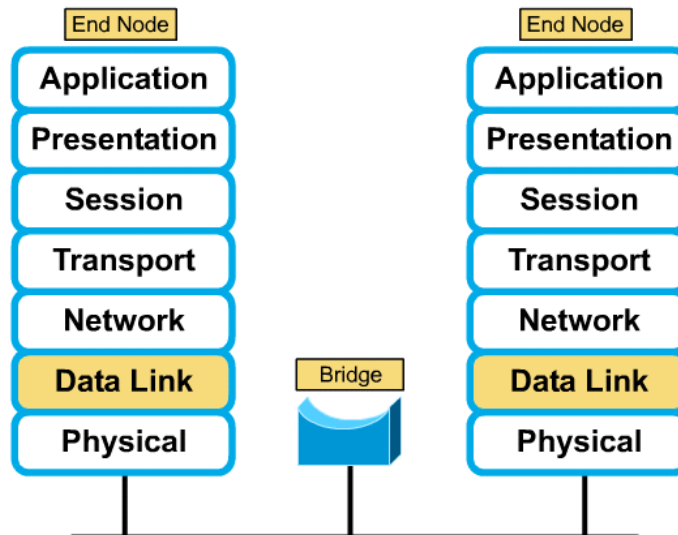 End Node
Application
Presentation
Session
Transport
Network
Data Link
Physical
Bridge
End Node
Application
Presentation
Session
Transport
Network
Data Link
Physical